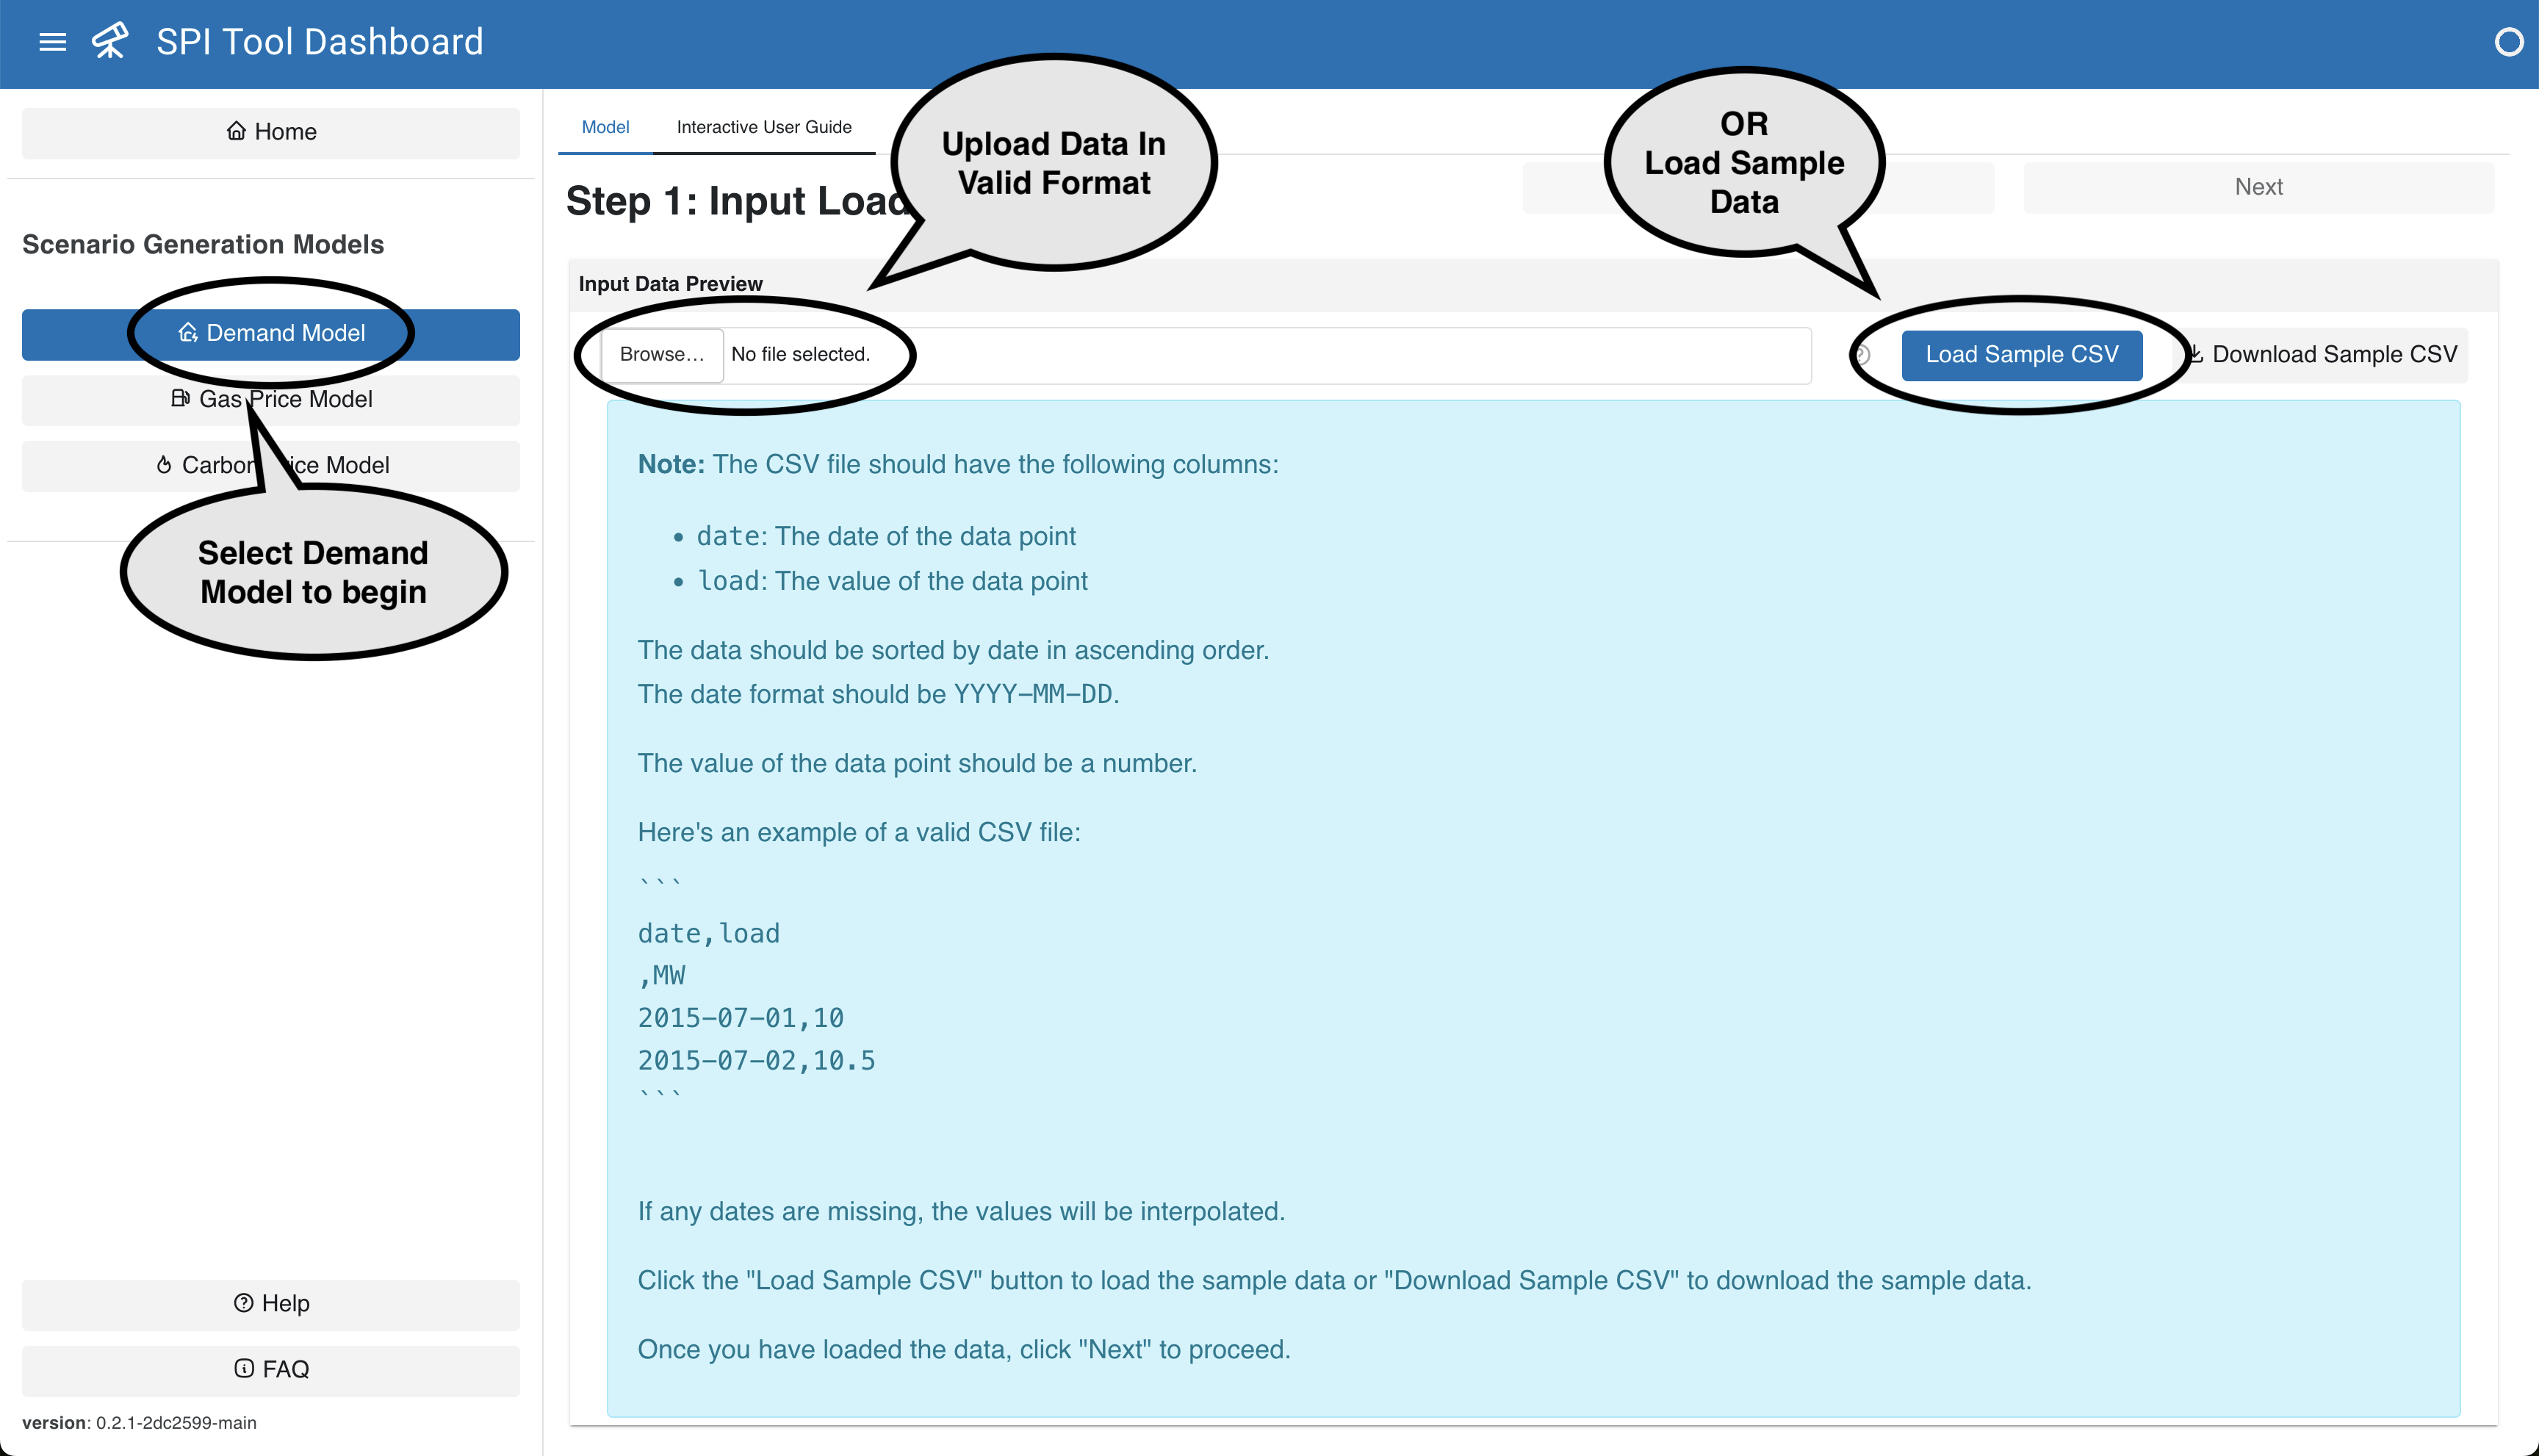 SPI Tool Dashboard
Home
Scenario Generation Models
Demand Model
Gas Price Model
Carbon ice Model
Select Demand
Model to begin
Help
FAQ
version: 0.2.1-2dc2599-main
Model
Interactive User Guide
Upload Data In
Valid Format
OR
Load Sample
Data
Next
Step 1: Input Load
Input Data Preview
Browse...
No file selected.
Load Sample CSV
Download Sample CSV
Note: The CSV file should have the following columns:
• date: The date of the data point
• load: The value of the data point
The data should be sorted by date in ascending order.
The date format should be YYYY-MM-DD.
The value of the data point should be a number.
Here's an example of a valid CSV file:
```
date,load
,MW
2015-07-01,10
2015-07-02,10.5
```
If any dates are missing, the values will be interpolated.
Click the "Load Sample CSV" button to load the sample data or "Download Sample CSV" to download the sample data.
Once you have loaded the data, click "Next" to proceed.